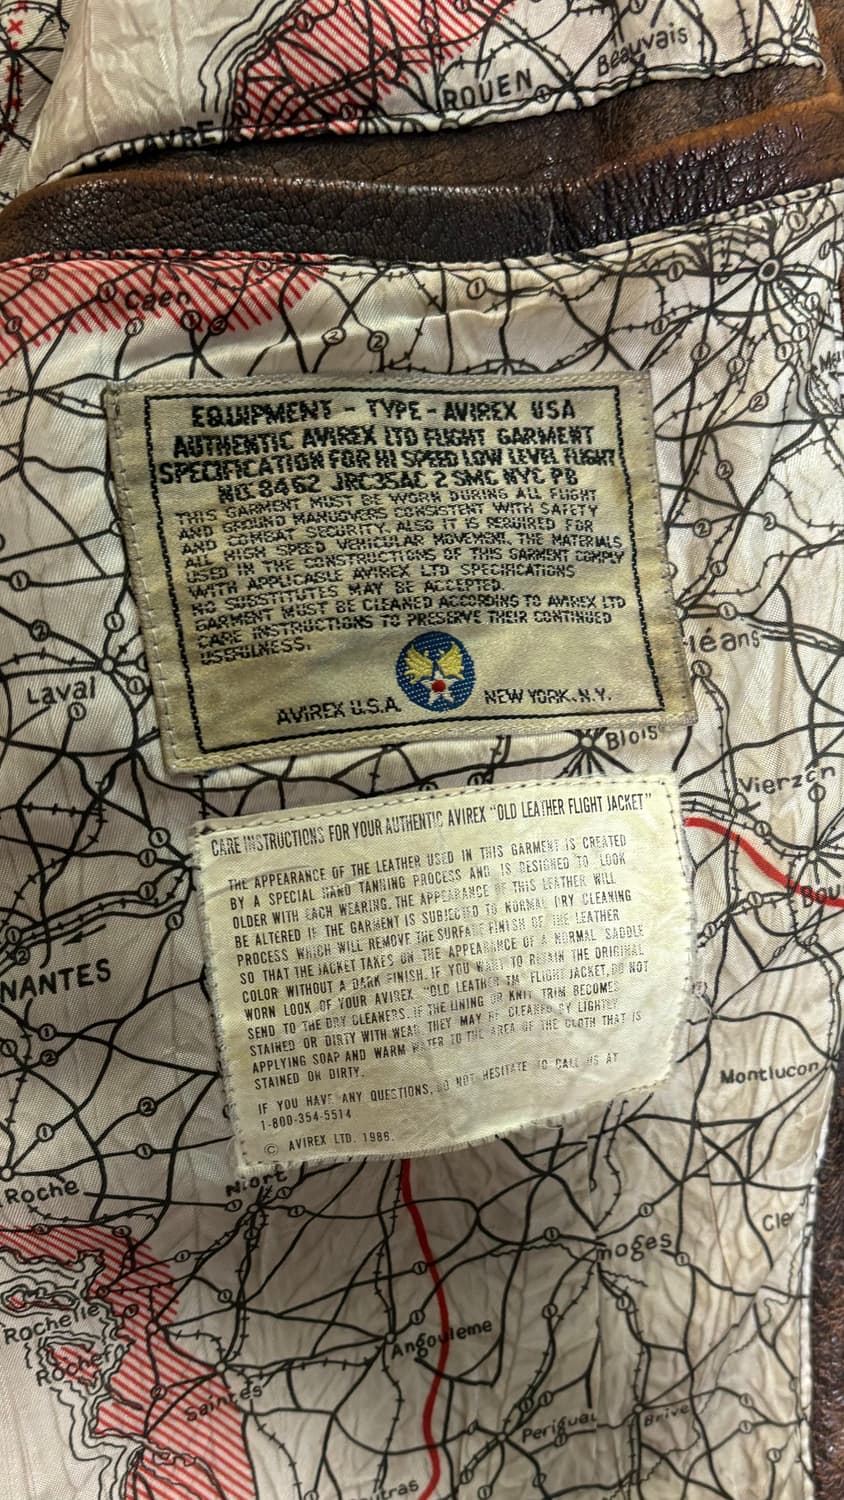 ROUEN
Beauvais
HAVRE
Caen
EQUIPMENT - TYPE - AVIREX USA
AUTHENTIC AVIREX LTD FLIGHT GARMENT
SPECIFICATION FOR HI SPEED LOW LEVEL FLIGHT
NO. 8462 JRC35AC 2 SMC NYC PB
THIS GARMENT MUST BE WORN DURING ALL FLIGHT
AND GROUND MANUOVERS CONSISTENT WITH SAFETY
AND COMBAT SECURITY. ALSO IT IS REQUIRED FOR
ALL HIGH SPEED VEHICULAR MOVEMENT. THE MATERIALS
USED IN THE CONSTRUCTIONS OF THIS GARMENT COMPLY
WITH APPLICABLE AVIREX LTD SPECIFICATIONS
NO SUBSTITUTES MAY BE ACCEPTED.
GARMENT MUST BE CLEANED ACCORDING TO AVIREX LTD
CARE INSTRUCTIONS TO PRESERVE THEIR CONTINUED
USEFULNESS.
AVIREX U.S.A. NEW YORK, N.Y.
léans
Laval
Blois
Vierzon
CARE INSTRUCTIONS FOR YOUR AUTHENTIC AVIREX "OLD LEATHER FLIGHT JACKET"
THE APPEARANCE OF THE LEATHER USED IN THIS GARMENT IS CREATED
BY A SPECIAL HAND TANNING PROCESS AND IS DESIGNED TO LOOK
OLDER WITH EACH WEARING. THE APPEARANCE OF THIS LEATHER WILL
BE ALTERED IF THE GARMENT IS SUBJECTED TO NORMAL DRY CLEANING
PROCESS WHICH WILL REMOVE THE SURFACE FINISH OF THE LEATHER
SO THAT THE JACKET TAKES ON THE APPEARANCE OF A NORMAL SADDLE
COLOR WITHOUT A DARK FINISH. IF YOU WANT TO RETAIN THE ORIGINAL
WORN LOOK OF YOUR AVIREX "OLD LEATHER TM" FLIGHT JACKET, DO NOT
SEND TO THE DRY CLEANERS. IF THE LINING OR KNIT TRIM BECOMES
STAINED OR DIRTY WITH WEAR THEY MAY BE CLEANED BY LIGHTLY
APPLYING SOAP AND WARM WATER TO THE AREA OF THE CLOTH THAT IS
STAINED OR DIRTY.
IF YOU HAVE ANY QUESTIONS, DO NOT HESITATE TO CALL US AT
1-800-354-5514
© AVIREX LTD. 1986.
NANTES
Montlucon
Roche
Niort
Cle
moges
Rochelle
Rochef
Angouleme
Saintes
Perigueu
Brive
utras